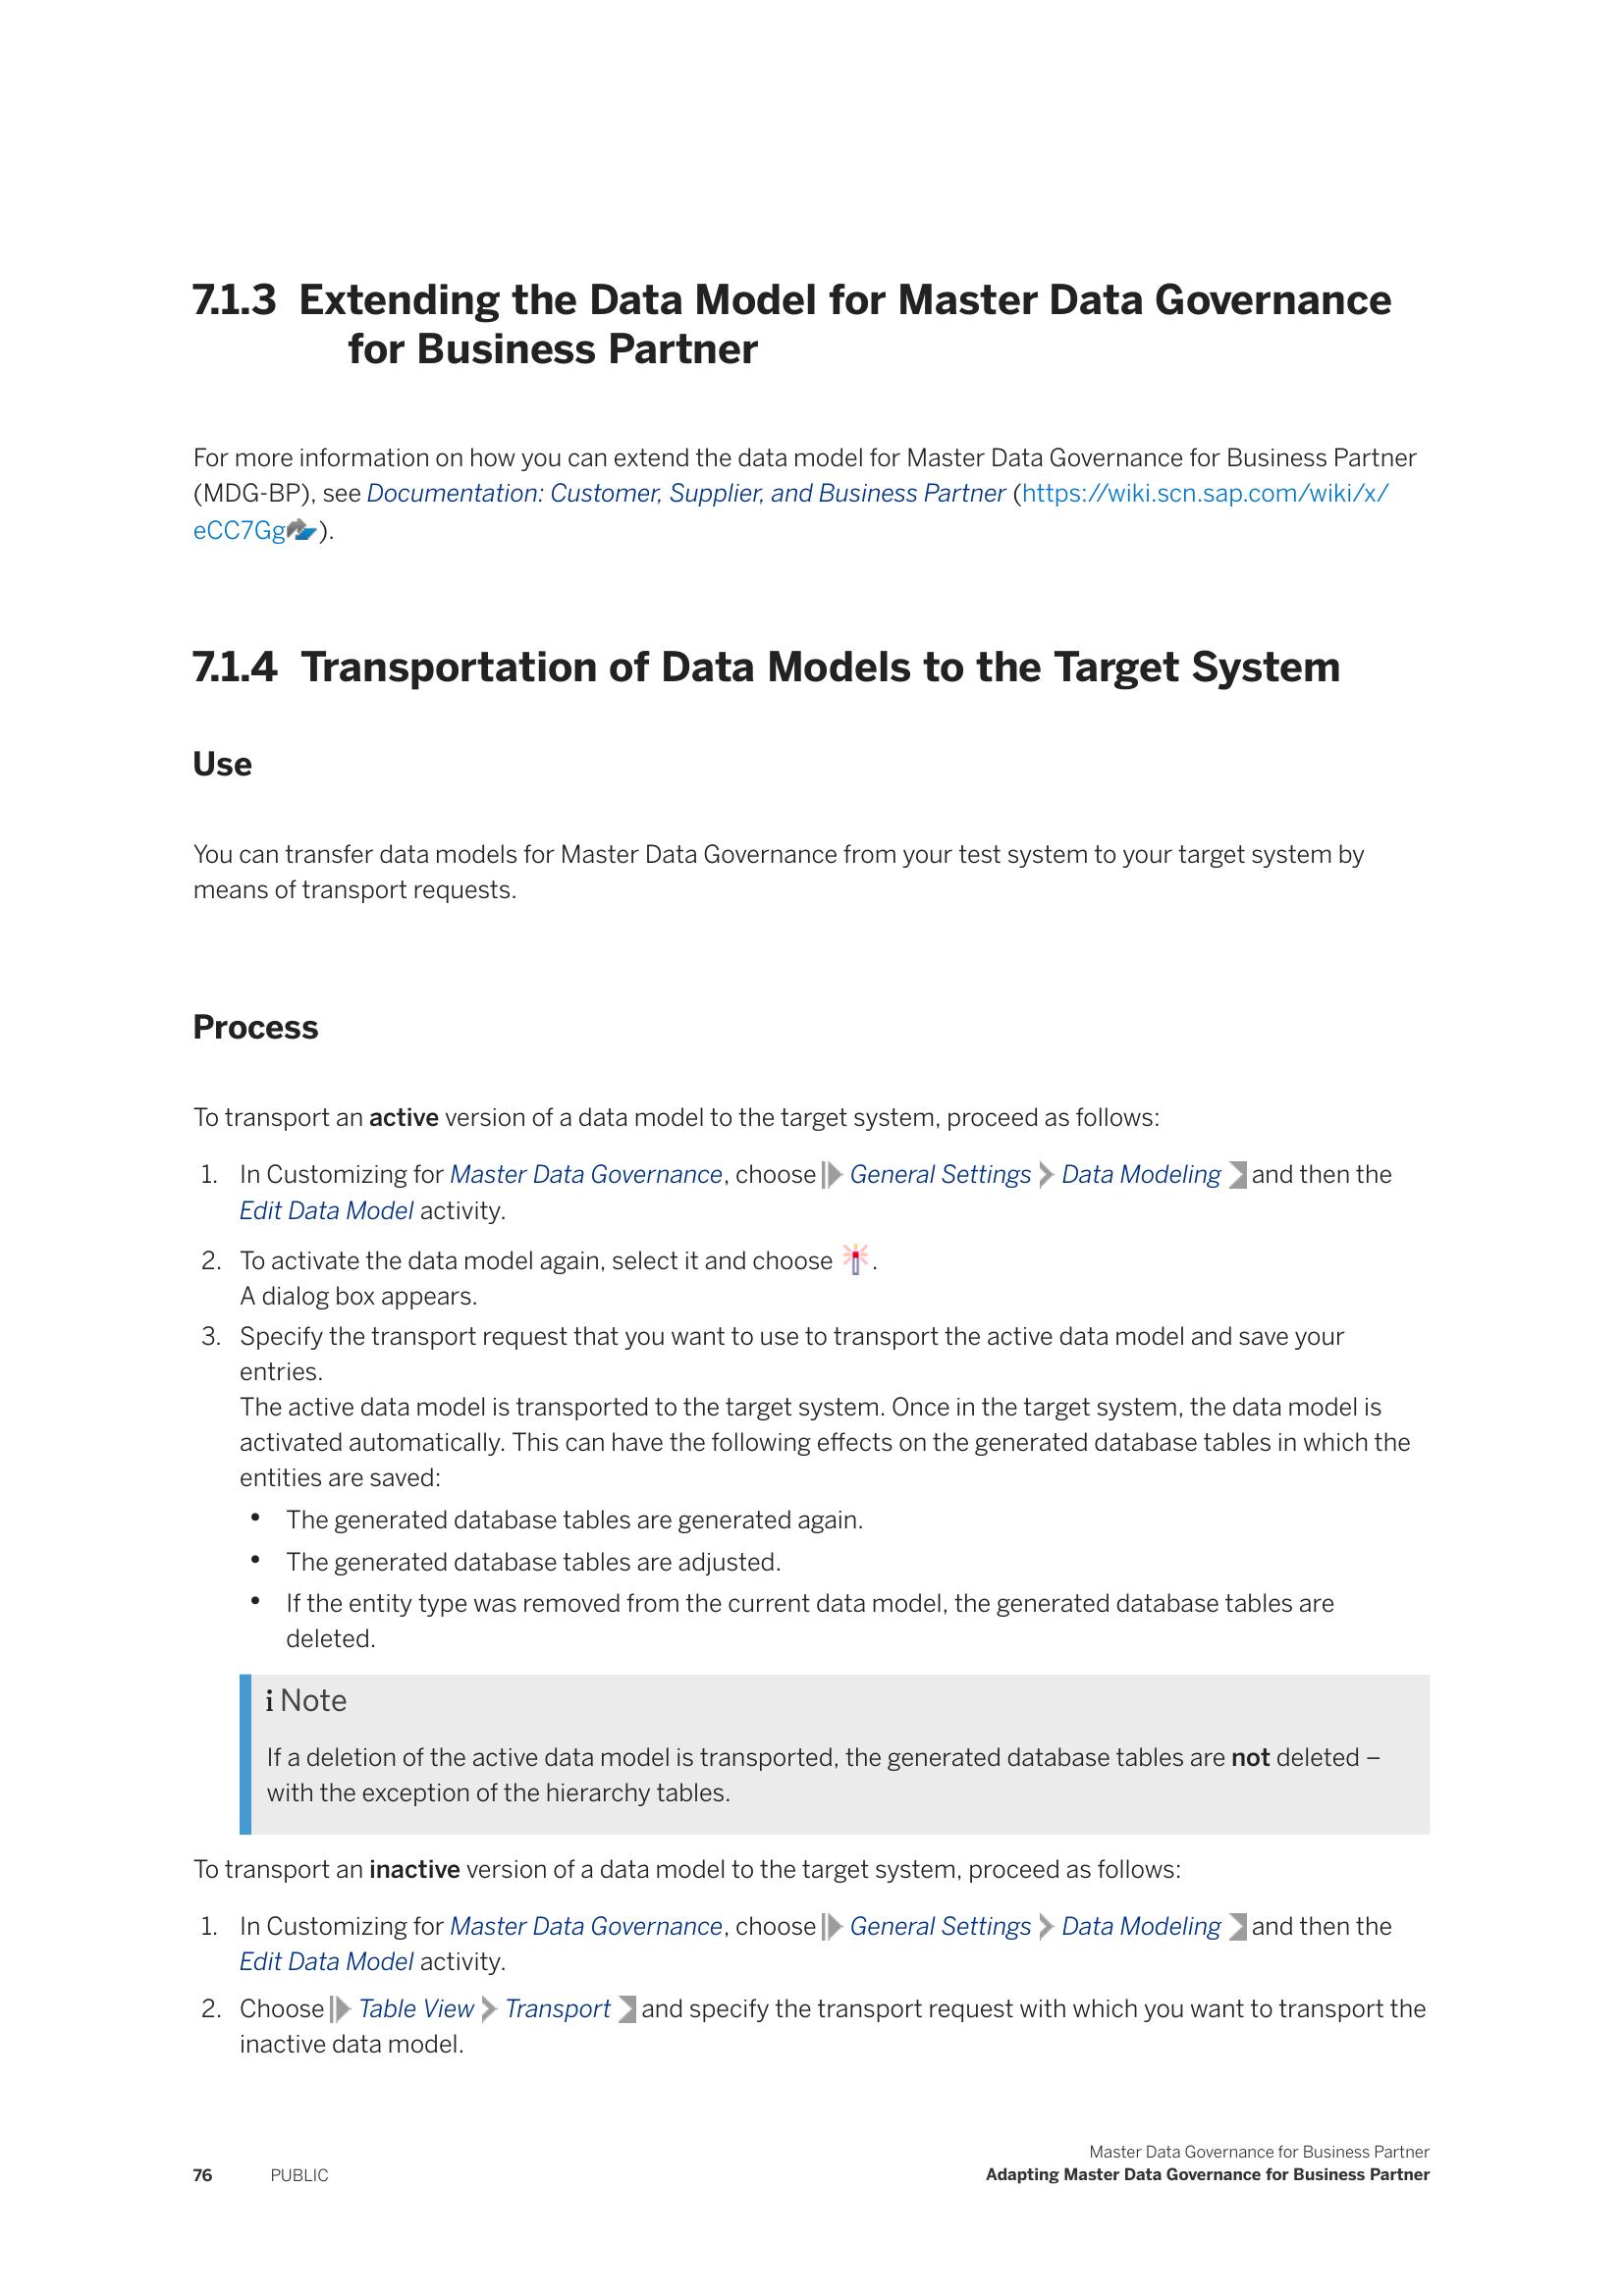 7.1.3 Extending the Data Model for Master Data Governance
for Business Partner
For more information on how you can extend the data model for Master Data Governance for Business Partner
(MDG-BP), see Documentation: Customer, Supplier, and Business Partner (https://wiki.scn.sap.com/wiki/x/
eCC7Gg).
7.1.4 Transportation of Data Models to the Target System
Use
You can transfer data models for Master Data Governance from your test system to your target system by
means of transport requests.
Process
To transport an active version of a data model to the target system, proceed as follows:
1. In Customizing for Master Data Governance, choose General Settings Data Modeling and then the
Edit Data Model activity.
2. To activate the data model again, select it and choose .
A dialog box appears.
3. Specify the transport request that you want to use to transport the active data model and save your
entries.
The active data model is transported to the target system. Once in the target system, the data model is
activated automatically. This can have the following effects on the generated database tables in which the
entities are saved:
• The generated database tables are generated again.
• The generated database tables are adjusted.
• If the entity type was removed from the current data model, the generated database tables are
deleted.
i Note
If a deletion of the active data model is transported, the generated database tables are not deleted –
with the exception of the hierarchy tables.
To transport an inactive version of a data model to the target system, proceed as follows:
1. In Customizing for Master Data Governance, choose General Settings Data Modeling and then the
Edit Data Model activity.
2. Choose Table View Transport and specify the transport request with which you want to transport the
inactive data model.
Master Data Governance for Business Partner
76 PUBLIC Adapting Master Data Governance for Business Partner